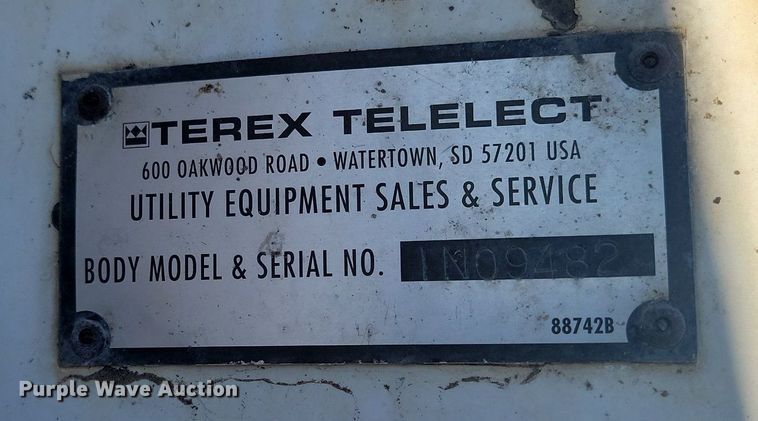 TEREX TELELECT
600 OAKWOOD ROAD • WATERTOWN, SD 57201 USA
UTILITY EQUIPMENT SALES & SERVICE
BODY MODEL & SERIAL NO. IN09482
88742B
Purple Wave Auction